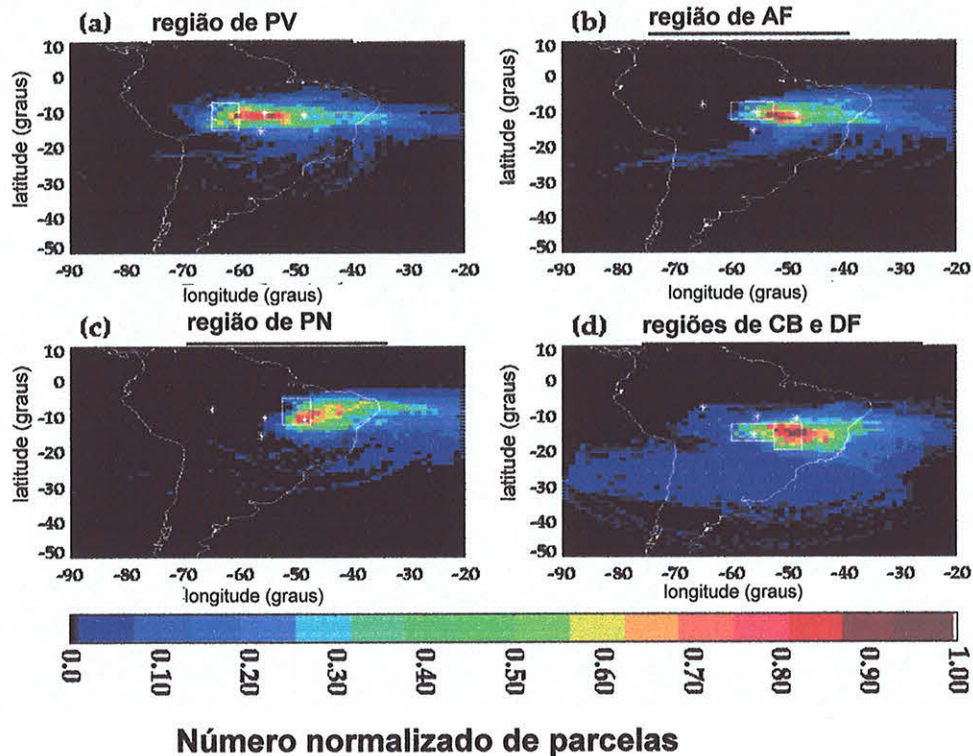 (a) região de PV
(b) região de AF
10
0
-10
-20
-30
-40
-50
latitude (graus)
-90 -80 -70 -60 -50 -40 -30 -20
longitude (graus)
10
0
-10
-20
-30
-40
-50
latitude (graus)
-90 -80 -70 -60 -48 -40 -30 -20
longitude (graus)
(c) região de PN
(d) regiões de CB e DF
10
0
-10
-20
-30
-40
-50
latitude (graus)
-90 -80 -70 -60 -50 -40 -30 -20
longitude (graus)
10
0
-10
-20
-30
-40
-50
latitude (graus)
-90 -80 -70 -60 -50 -40 -30 -20
longitude (graus)
0.0 0.10 0.20 0.30 0.40 0.50 0.60 0.70 0.80 0.90 1.00
Número normalizado de parcelas